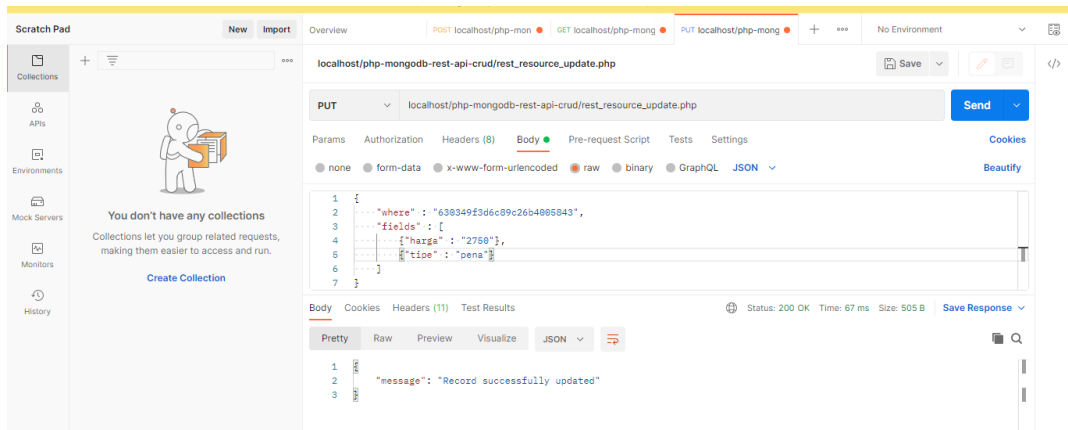 Scratch Pad
New
Import
Overview
POST localhost/php-mon
GET localhost/php-mong
PUT localhost/php-mong
No Environment
Collections
APIs
Environments
Mock Servers
Monitors
History
You don't have any collections
Collections let you group related requests,
making them easier to access and run.
Create Collection
localhost/php-mongodb-rest-api-crud/rest_resource_update.php
Save
PUT
localhost/php-mongodb-rest-api-crud/rest_resource_update.php
Send
Params Authorization Headers (8) Body Pre-request Script Tests Settings
Cookies
none form-data x-www-form-urlencoded raw binary GraphQL JSON
Beautify
1 {
2 "where" : "630349f3d6c89c26b4005843",
3 "fields" : [
4 {"harga" : "2750"},
5 {"tipe" : "pena"}
6 ]
7 }
Body Cookies Headers (11) Test Results
Status: 200 OK Time: 67 ms Size: 505 B Save Response
Pretty Raw Preview Visualize JSON
1 {
2 "message": "Record successfully updated"
3 }